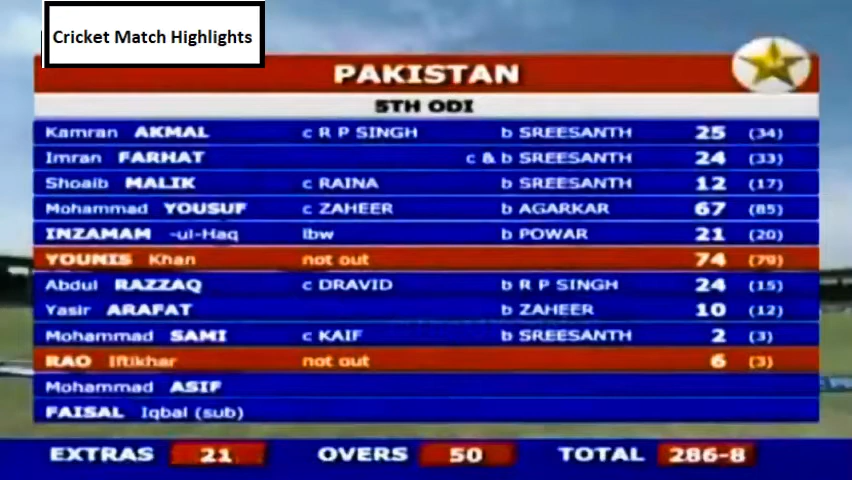 Cricket Match Highlights
PAKISTAN
5TH ODI
Kamran AKMAL c R P SINGH b SREESANTH 25 (34)
Imran FARHAT c & b SREESANTH 24 (33)
Shoaib MALIK c RAINA b SREESANTH 12 (17)
Mohammad YOUSUF c ZAHEER b AGARKAR 67 (85)
INZAMAM -ul-Haq lbw b POWAR 21 (20)
YOUNIS Khan not out 74 (79)
Abdul RAZZAQ c DRAVID b R P SINGH 24 (15)
Yasir ARAFAT b ZAHEER 10 (12)
Mohammad SAMI c KAIF b SREESANTH 2 (3)
RAO Iftikhar not out 6 (3)
Mohammad ASIF
FAISAL Iqbal (sub)
EXTRAS 21 OVERS 50 TOTAL 286-8